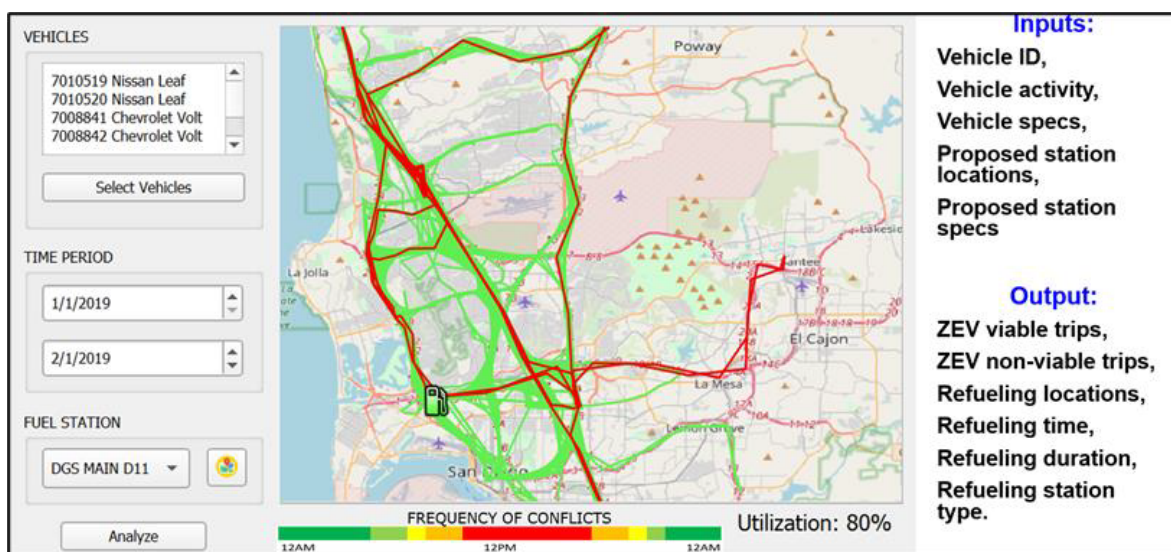 VEHICLES
7010519 Nissan Leaf
7010520 Nissan Leaf
7008841 Chevrolet Volt
7008842 Chevrolet Volt
Select Vehicles
TIME PERIOD
1/1/2019
2/1/2019
FUEL STATION
DGS MAIN D11
Analyze
Poway
La Jolla
Lakeside
antee
El Cajon
La Mesa
Lemon Grove
FREQUENCY OF CONFLICTS
12AM
12PM
12AM
Utilization: 80%
Inputs:
Vehicle ID,
Vehicle activity,
Vehicle specs,
Proposed station
locations,
Proposed station
specs
Output:
ZEV viable trips,
ZEV non-viable trips,
Refueling locations,
Refueling time,
Refueling duration,
Refueling station
type.